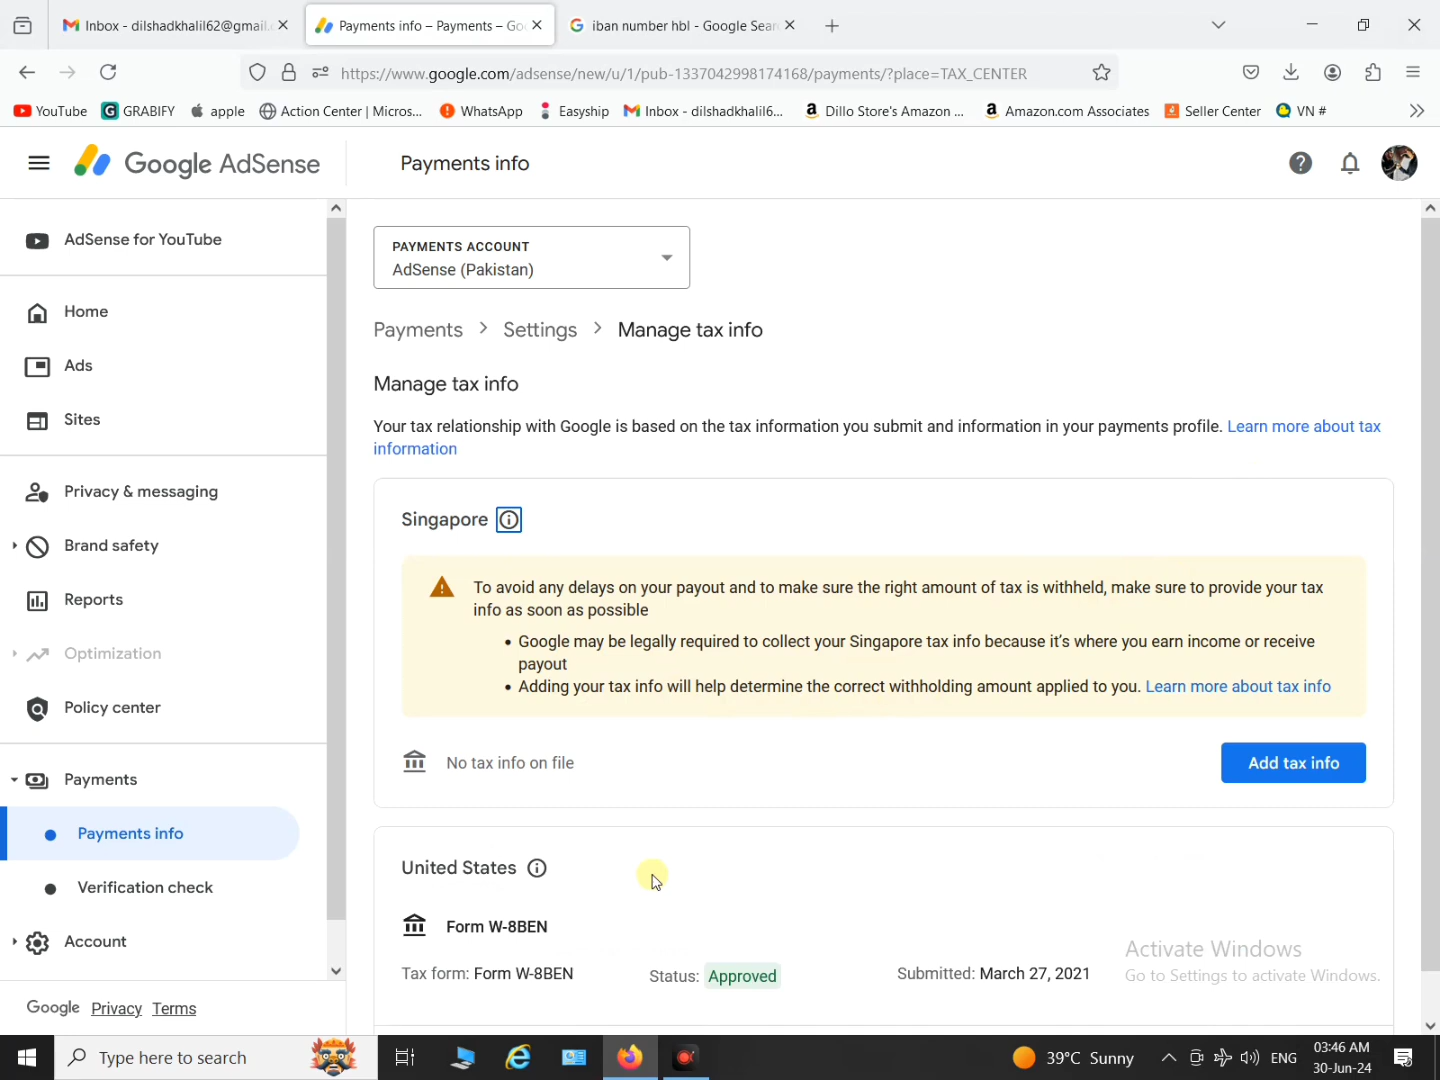 Inbox - dilshadkhalil62@gmail.
Payments info – Payments – Goo
iban number hbl - Google Sear
https://www.google.com/adsense/new/u/1/pub-1337042998174168/payments/?place=TAX_CENTER
YouTube
GRABIFY
apple
Action Center | Micros...
WhatsApp
Easyship
Inbox - dilshadkhalil6...
Dillo Store's Amazon ...
Amazon.com Associates
Seller Center
VN #
Google AdSense
Payments info
AdSense for YouTube
Home
Ads
Sites
Privacy & messaging
Brand safety
Reports
Optimization
Policy center
Payments
Payments info
Verification check
Account
Google Privacy Terms
PAYMENTS ACCOUNT
AdSense (Pakistan)
Payments > Settings > Manage tax info
Manage tax info
Your tax relationship with Google is based on the tax information you submit and information in your payments profile. Learn more about tax
information
Singapore
To avoid any delays on your payout and to make sure the right amount of tax is withheld, make sure to provide your tax
info as soon as possible
• Google may be legally required to collect your Singapore tax info because it's where you earn income or receive
payout
• Adding your tax info will help determine the correct withholding amount applied to you. Learn more about tax info
No tax info on file
Add tax info
United States
Form W-8BEN
Tax form: Form W-8BEN
Status: Approved
Submitted: March 27, 2021
Activate Windows
Go to Settings to activate Windows.
Type here to search
39°C Sunny
ENG
03:46 AM
30-Jun-24